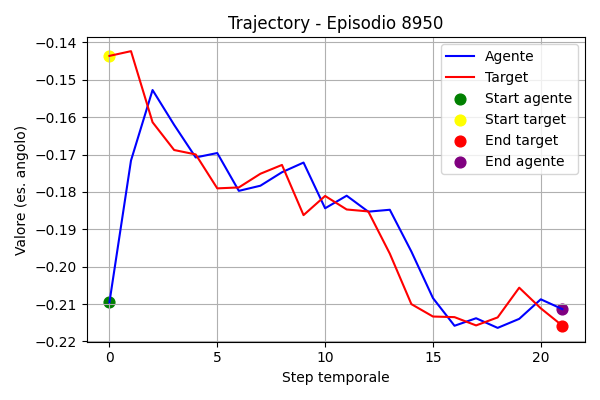 Trajectory - Episodio 8950
Valore (es. angolo)
−0.14
−0.15
−0.16
−0.17
−0.18
−0.19
−0.20
−0.21
−0.22
Agente
Target
Start agente
Start target
End target
End agente
0
5
10
15
20
Step temporale